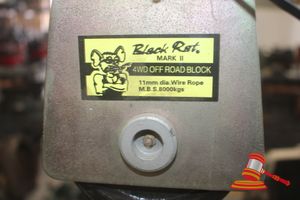 Black Rat.
MARK II
4WD OFF ROAD BLOCK
11mm dia. Wire Rope
M.B.S. 8000kgs